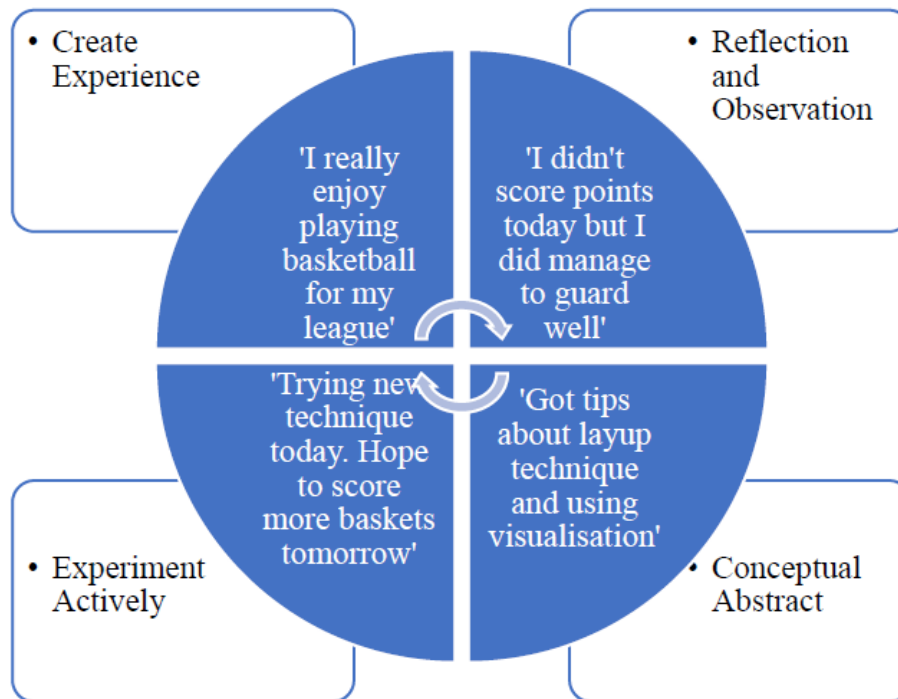 • Create
Experience
• Reflection
and
Observation
'I really
enjoy
playing
basketball
for my
league'
'I didn't
score points
today but I
did manage
to guard
well'
'Trying new
technique
today. Hope
to score
more baskets
tomorrow'
'Got tips
about layup
technique
and using
visualisation'
• Experiment
Actively
• Conceptual
Abstract